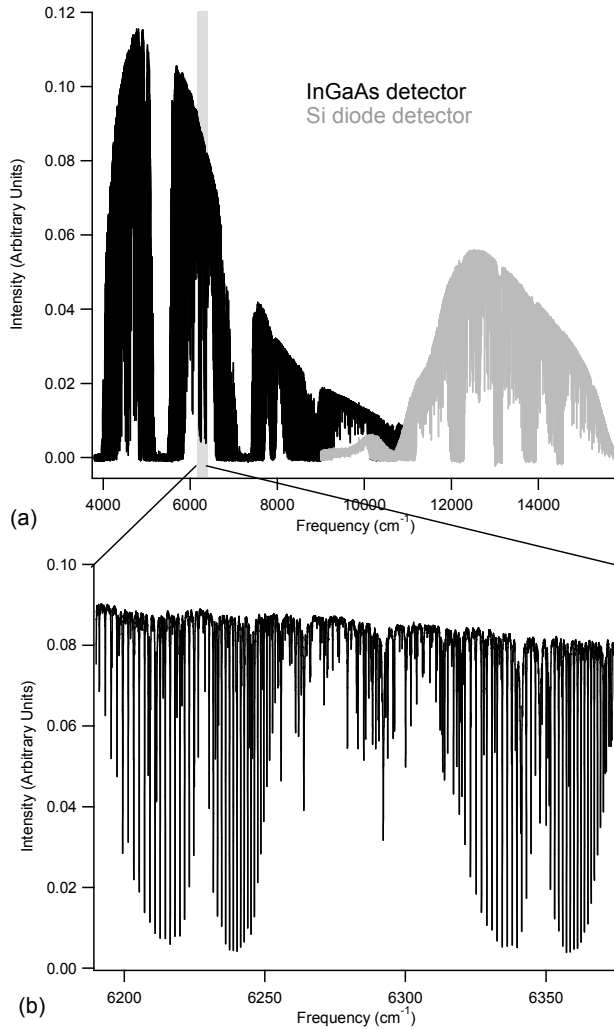 0.12
0.10
0.08
0.06
0.04
0.02
0.00
Intensity (Arbitrary Units)
InGaAs detector
Si diode detector
4000 6000 8000 10000 12000 14000
Frequency (cm⁻¹)
(a)
0.10
0.08
0.06
0.04
0.02
0.00
Intensity (Arbitrary Units)
6200 6250 6300 6350
Frequency (cm⁻¹)
(b)